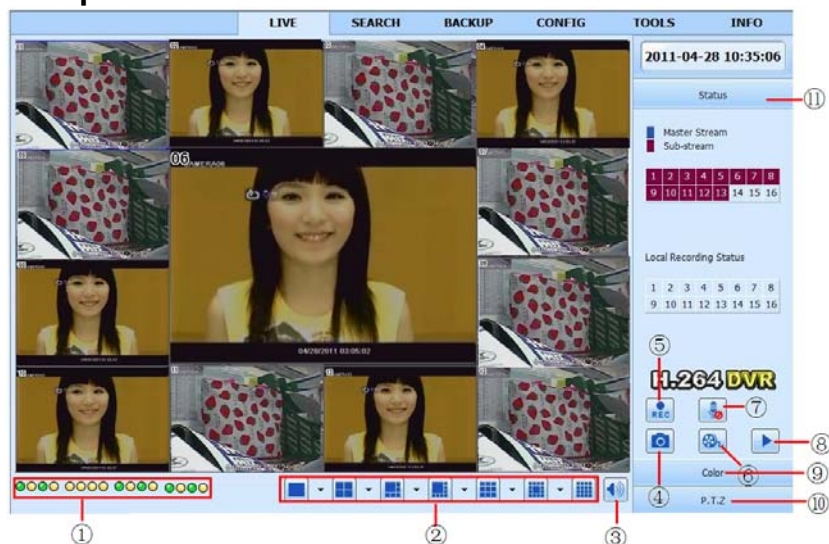 LIVE SEARCH BACKUP CONFIG TOOLS INFO
2011-04-28 10:35:06
Status
⑪
Master Stream
Sub-stream
1 2 3 4 5 6 7 8
9 10 11 12 13 14 15 16
Local Recording Status
1 2 3 4 5 6 7 8
9 10 11 12 13 14 15 16
06 CAMERA06
04/28/2011 03:05:02
H.264 DVR
⑤
REC
⑦
⑧
④
⑥
Color
⑨
P.T.Z
⑩
①
②
③